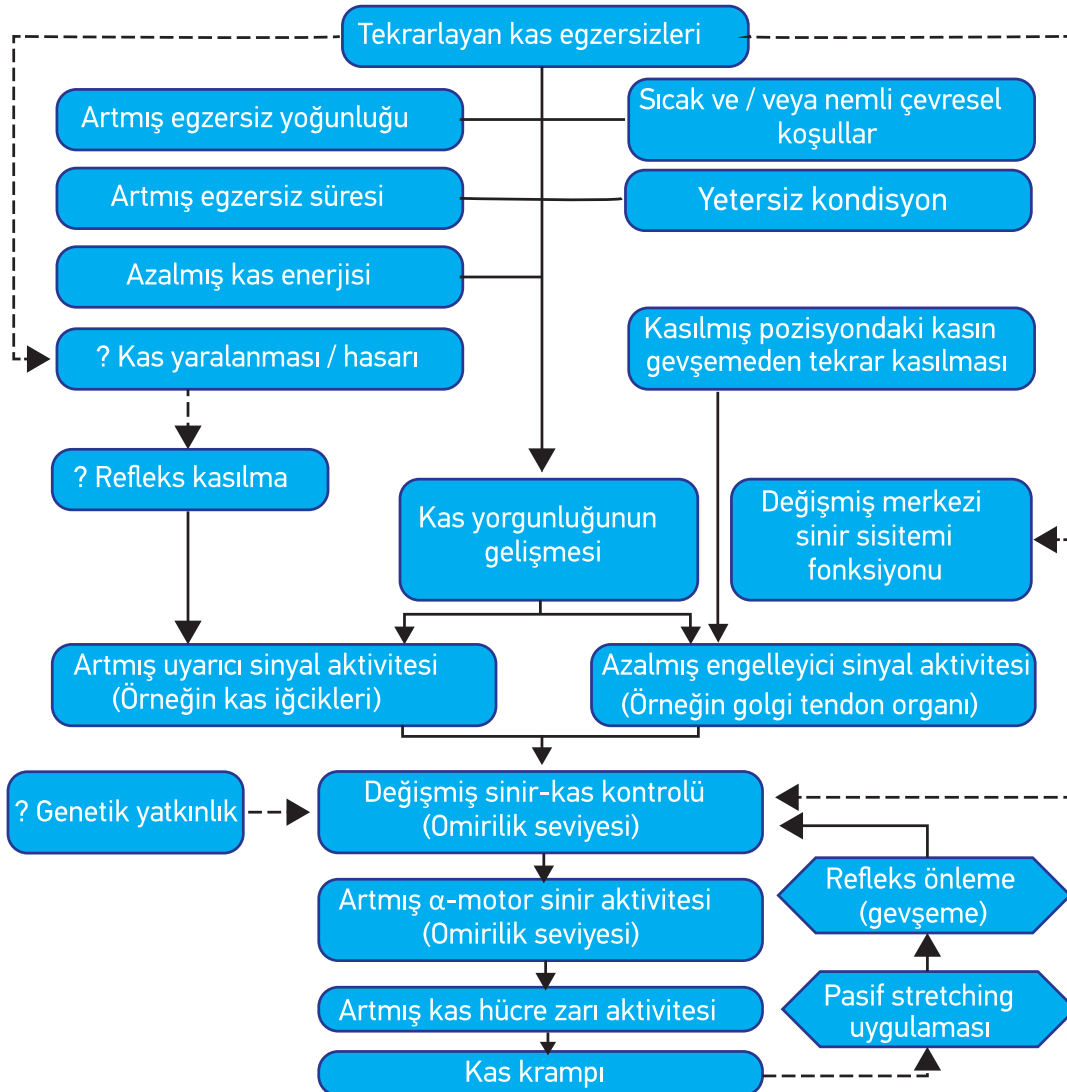 Tekrarlayan kas egzersizleri
Artmış egzersiz yoğunluğu
Sıcak ve / veya nemli çevresel
koşullar
Artmış egzersiz süresi
Yetersiz kondisyon
Azalmış kas enerjisi
? Kas yaralanması / hasarı
Kasılmış pozisyondaki kasın
gevşemeden tekrar kasılması
? Refleks kasılma
Kas yorgunluğunun
gelişmesi
Değişmiş merkezi
sinir sisitemi
fonksiyonu
Artmış uyarıcı sinyal aktivitesi
(Örneğin kas iğcikleri)
Azalmış engelleyici sinyal aktivitesi
(Örneğin golgi tendon organı)
? Genetik yatkınlık
Değişmiş sinir-kas kontrolü
(Omirilik seviyesi)
Artmış α-motor sinir aktivitesi
(Omirilik seviyesi)
Refleks önleme
(gevşeme)
Artmış kas hücre zarı aktivitesi
Pasif stretching
uygulaması
Kas krampı